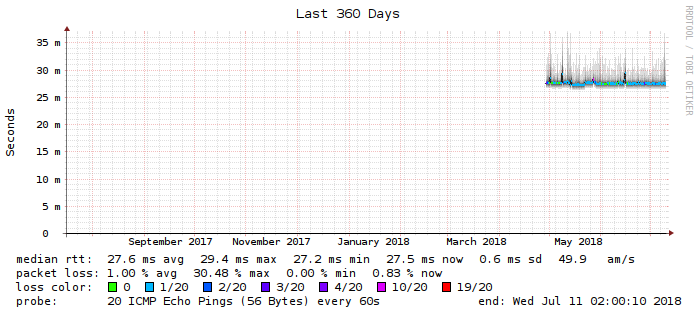 Last 360 Days
RRDTOOL / TOBI OETIKER
Seconds
35 m
30 m
25 m
20 m
15 m
10 m
5 m
0
September 2017 November 2017 January 2018 March 2018 May 2018
median rtt: 27.6 ms avg 29.4 ms max 27.2 ms min 27.5 ms now 0.6 ms sd 49.9 am/s
packet loss: 1.00 % avg 30.48 % max 0.00 % min 0.83 % now
loss color: 0 1/20 2/20 3/20 4/20 10/20 19/20
probe: 20 ICMP Echo Pings (56 Bytes) every 60s end: Wed Jul 11 02:00:10 2018